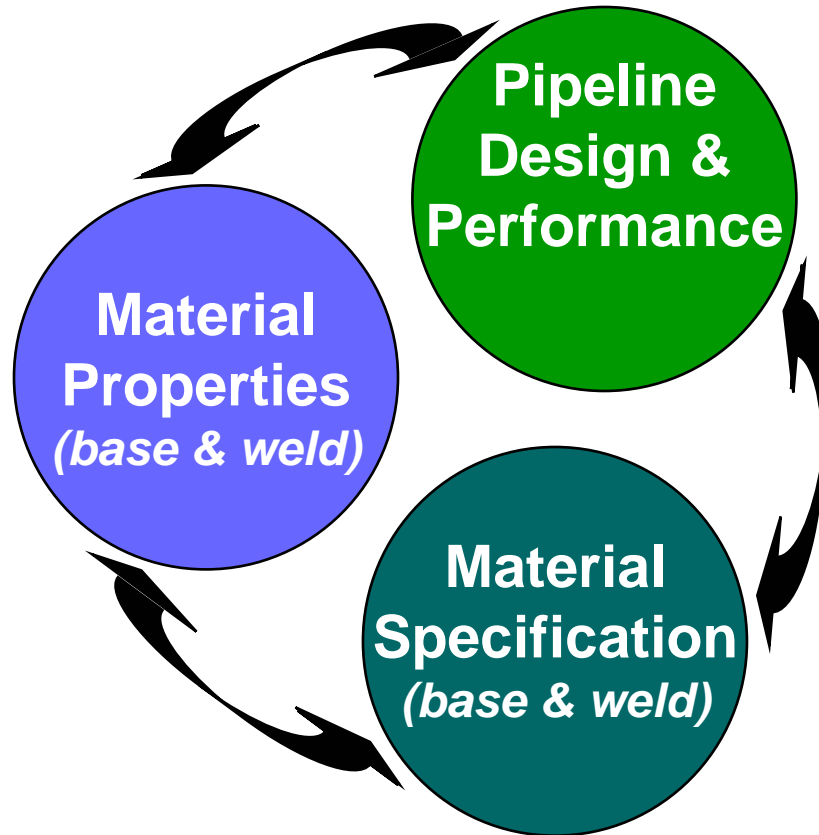 Pipeline
Design &
Performance
Material
Properties
(base & weld)
Material
Specification
(base & weld)